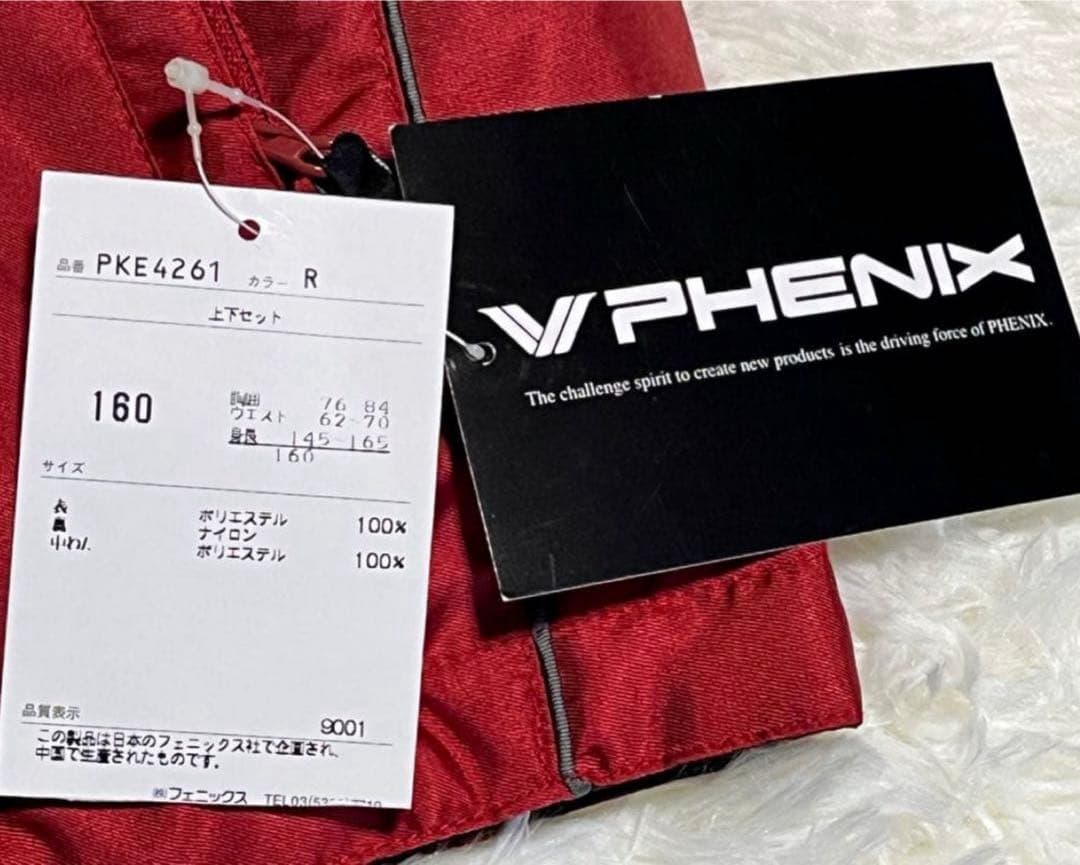 品番 PKE4261 カラー R
上下セット
160
胸囲 76 84
ウエスト 62-70
身長 145-165
160
サイズ
表 ポリエステル 100%
裏 ナイロン
中わた ポリエステル 100%
品質表示 9001
この製品は日本のフェニックス社で企画され、
中国で生産されたものです。
㈱フェニックス TEL03
PHENIX
The challenge spirit to create new products is the driving force of PHENIX.